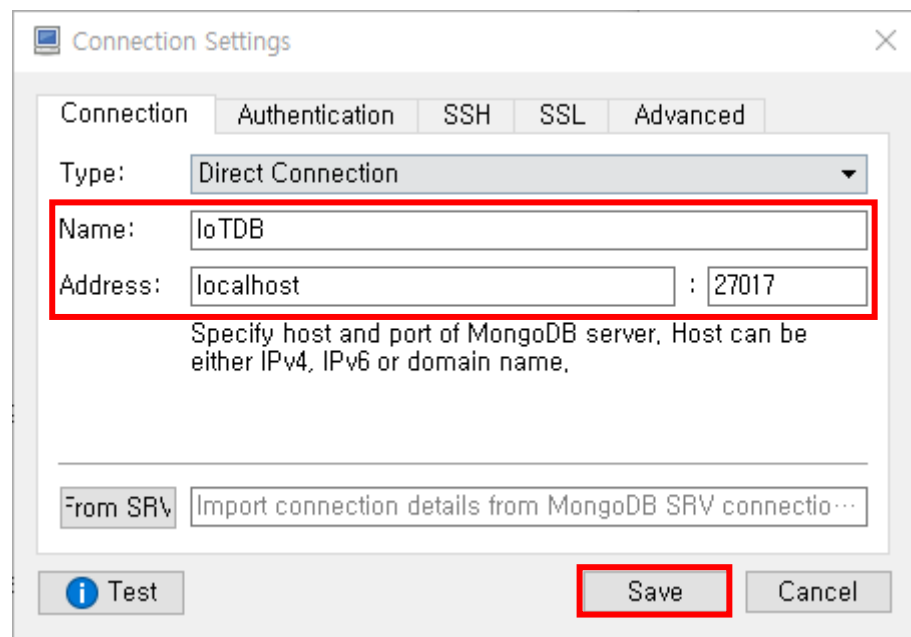 Connection Settings
Connection Authentication SSH SSL Advanced
Type: Direct Connection
Name: IoTDB
Address: localhost : 27017
Specify host and port of MongoDB server, Host can be
either IPv4, IPv6 or domain name,
From SRV Import connection details from MongoDB SRV connectio···
Test Save Cancel